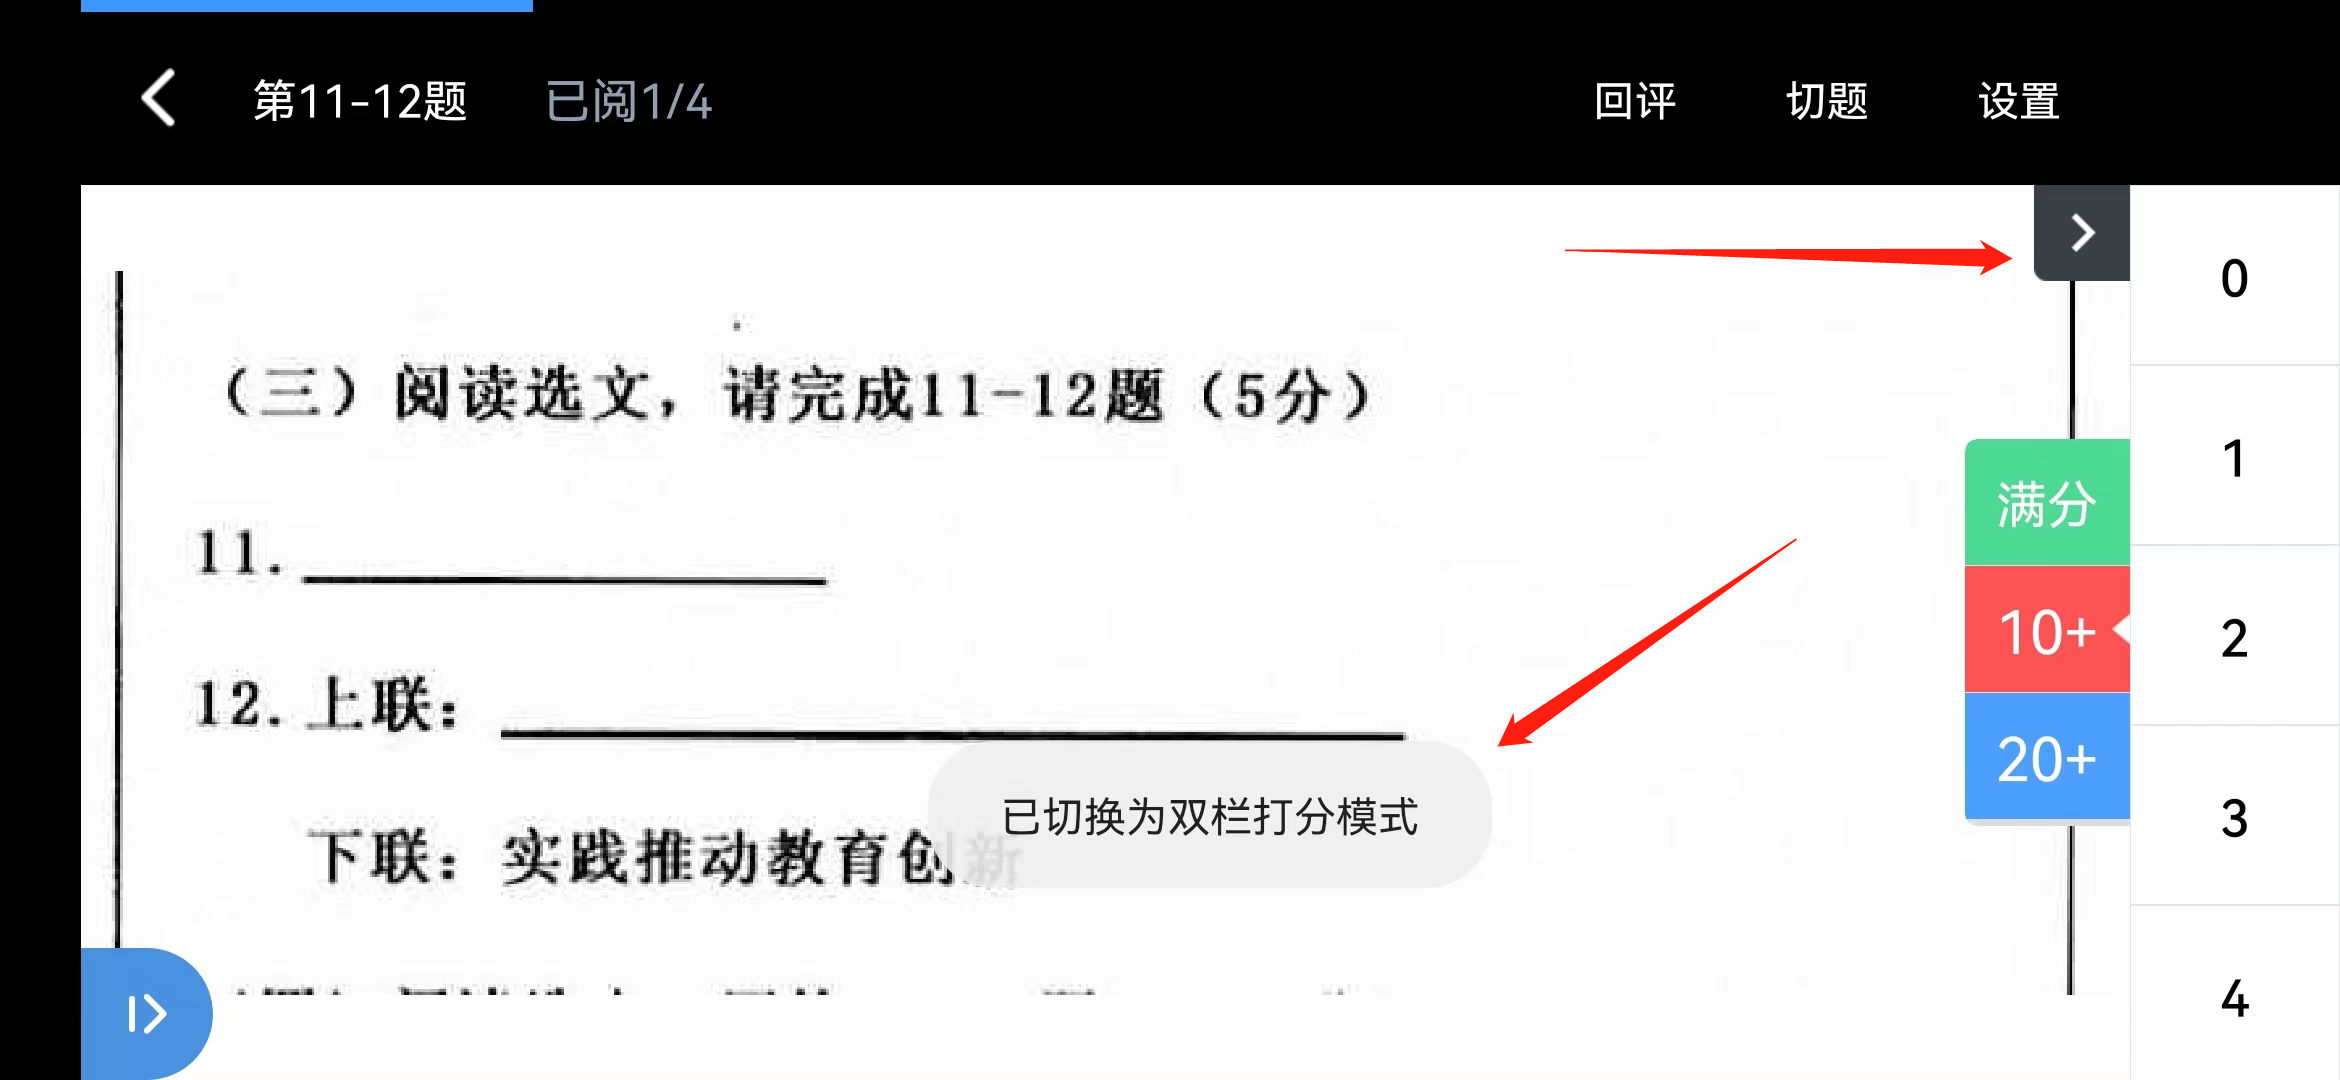 第11-12题 已阅1/4 回评 切题 设置
（三）阅读选文，请完成11-12题（5分）
11.
12. 上联：
下联：实践推动教育创新
已切换为双栏打分模式
满分
10+
20+
0
1
2
3
4